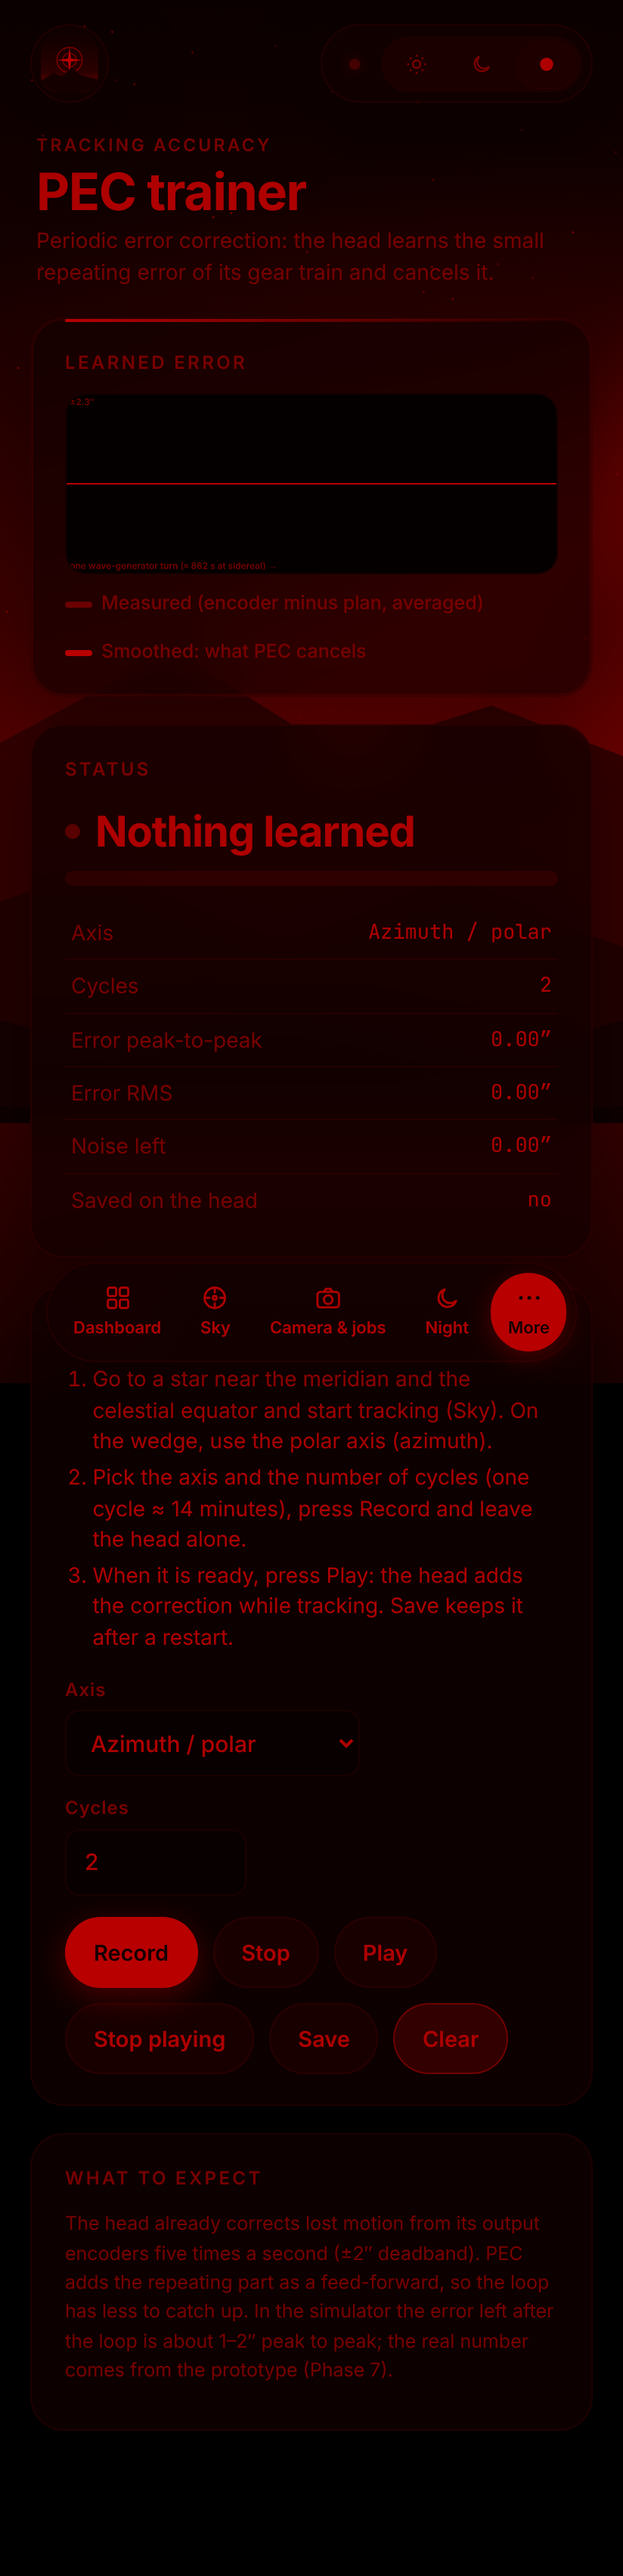 TRACKING ACCURACY
PEC trainer
Periodic error correction: the head learns the small
repeating error of its gear train and cancels it.
LEARNED ERROR
±2.3″
one wave-generator turn (≈ 862 s at sidereal) →
Measured (encoder minus plan, averaged)
Smoothed: what PEC cancels
STATUS
Nothing learned
Axis Azimuth / polar
Cycles 2
Error peak-to-peak 0.00″
Error RMS 0.00″
Noise left 0.00″
Saved on the head no
Dashboard Sky Camera & jobs Night More
1. Go to a star near the meridian and the
celestial equator and start tracking (Sky). On
the wedge, use the polar axis (azimuth).
2. Pick the axis and the number of cycles (one
cycle ≈ 14 minutes), press Record and leave
the head alone.
3. When it is ready, press Play: the head adds
the correction while tracking. Save keeps it
after a restart.
Axis
Azimuth / polar
Cycles
2
Record Stop Play
Stop playing Save Clear
WHAT TO EXPECT
The head already corrects lost motion from its output
encoders five times a second (±2″ deadband). PEC
adds the repeating part as a feed-forward, so the loop
has less to catch up. In the simulator the error left after
the loop is about 1–2″ peak to peak; the real number
comes from the prototype (Phase 7).